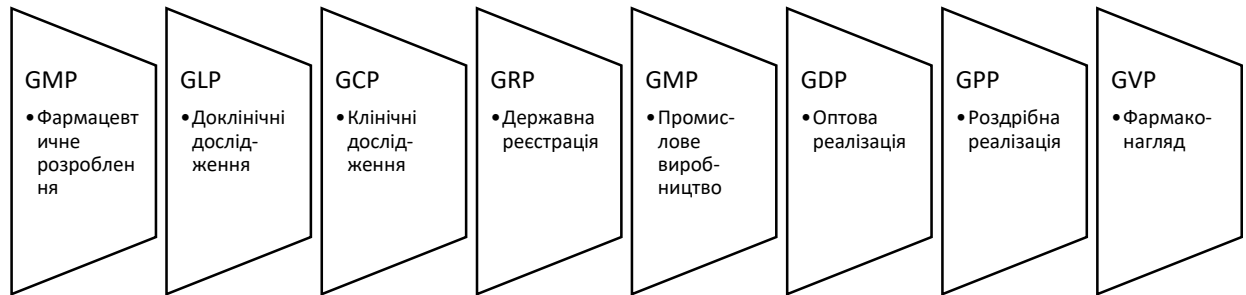 GMP
•Фармацевт
ичне
розроблен
ня
GLP
•Доклінічні
дослід-
ження
GCP
•Клінічні
дослід-
ження
GRP
•Державна
реєстрація
GMP
•Промис-
лове
вироб-
ництво
GDP
•Оптова
реалізація
GPP
•Роздрібна
реалізація
GVP
•Фармако-
нагляд